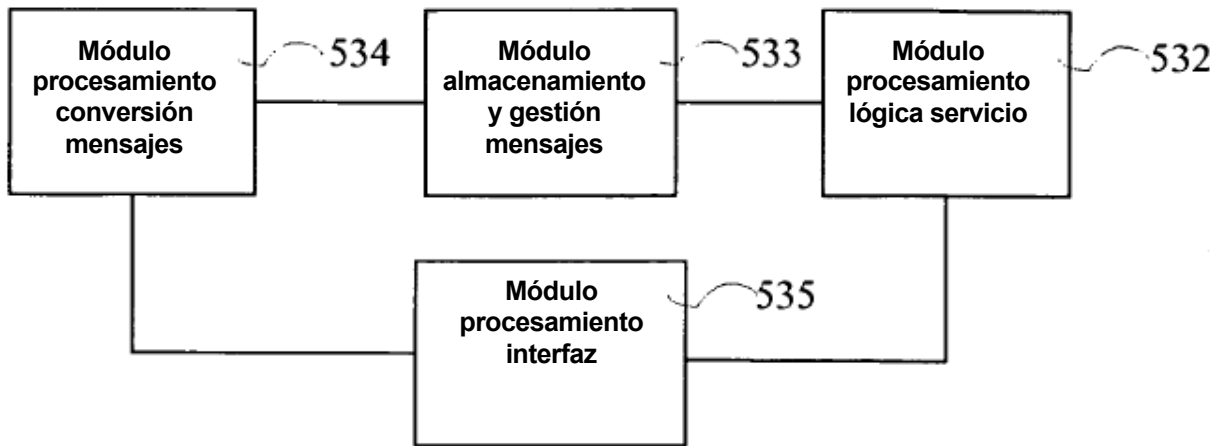 Módulo
procesamiento
conversión
mensajes
534
Módulo
almacenamiento
y gestión
mensajes
533
Módulo
procesamiento
lógica servicio
532
Módulo
procesamiento
interfaz
535